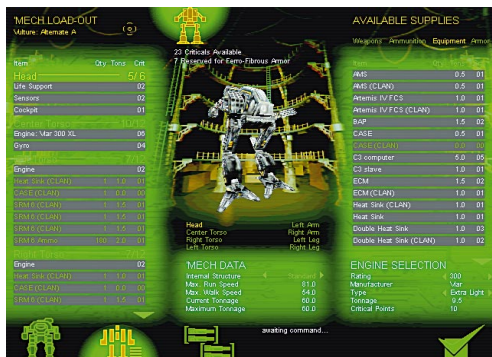 'MECH LOAD-OUT
Vulture: Alternate A
Item Qty Tons Crit
Head 5/6
Life Support 02
Sensors 02
Cockpit 01
Center Torso
Engine: Vlar 300 XL 06
Gyro 04
Engine 02
Heat Sink (CLAN) 1 1.0 01
CASE (CLAN) 1 0.0 00
SRM 6 (CLAN) 1 1.5 01
SRM 6 (CLAN) 1 1.5 01
SRM 6 (CLAN) 1 1.5 01
SRM 6 Ammo 100 2.0 01
Right Torso
Engine 02
Heat Sink (CLAN) 1 1.0 01
CASE (CLAN) 1 0.0 00
SRM 6 (CLAN) 1 1.5 01
23 Criticals Available
7 Reserved for Ferro-Fibrous Armor
Head Left Arm
Center Torso Right Arm
Right Torso Left Leg
Left Torso Right Leg
'MECH DATA
Internal Structure Standard
Max. Run Speed 81.0
Max. Walk Speed 54.0
Current Tonnage 60.0
Maximum Tonnage 60.0
awaiting command...
AVAILABLE SUPPLIES
Weapons Ammunition Equipment Armor
AMS 0.5 01
AMS (CLAN) 0.5 01
Artemis IV FCS 1.0 01
Artemis IV FCS (CLAN) 1.0 01
BAP 1.5 02
CASE 0.5 01
CASE (CLAN) 0.0 00
C3 computer 5.0 05
C3 slave 1.0 01
ECM 1.5 02
ECM (CLAN) 1.0 01
Heat Sink (CLAN) 1.0 01
Heat Sink 1.0 01
Double Heat Sink 1.0 03
Double Heat Sink (CLAN) 1.0 02
ENGINE SELECTION
Rating 300
Manufacturer Vlar
Type Extra Light
Tonnage 9.5
Critical Points 10